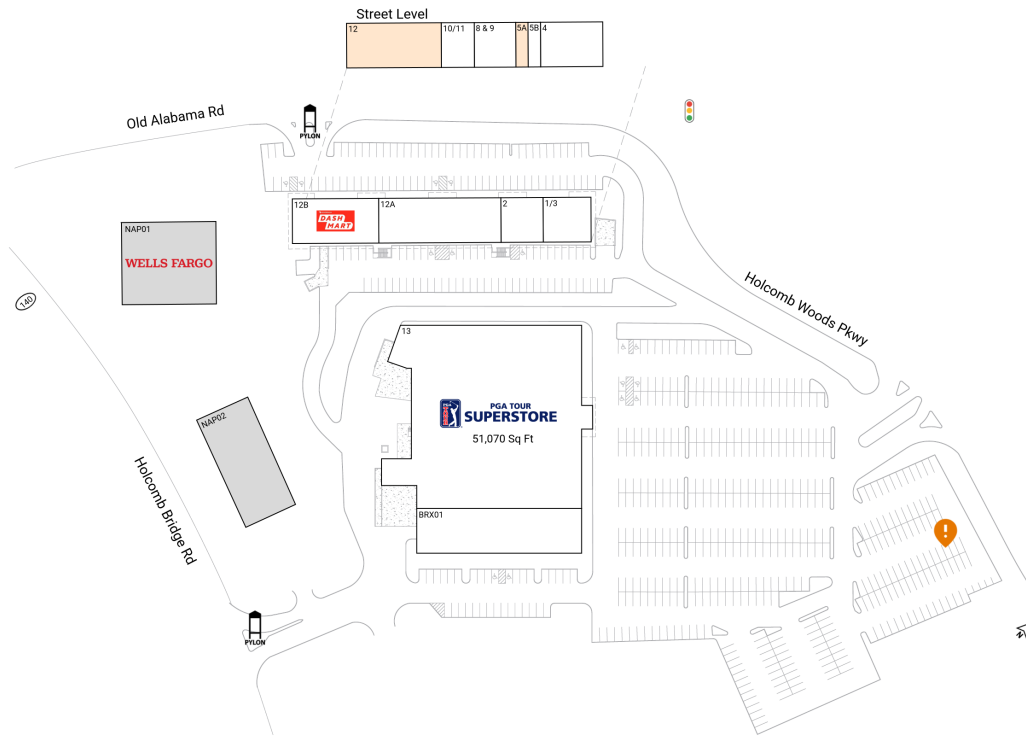 Street Level
12
10/11
8 & 9
5A
5B
4
Old Alabama Rd
PYLON
12B
DASH
MART
12A
2
1/3
NAP01
WELLS FARGO
140
Holcomb Woods Pkwy
13
PGA TOUR
SUPERSTORE
51,070 Sq Ft
NAP02
Holcomb Bridge Rd
BRX01
!
PYLON